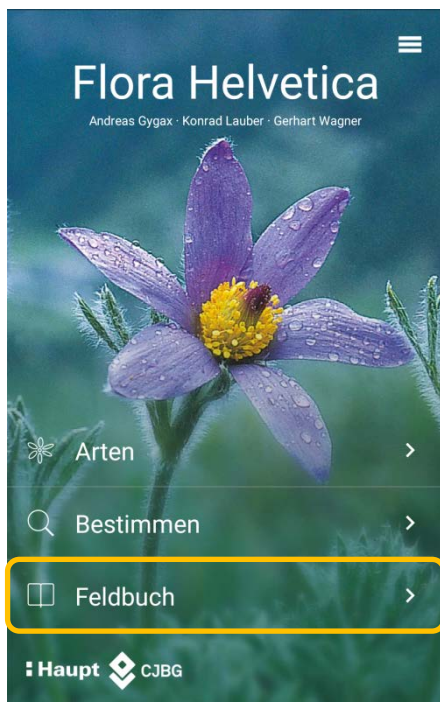 Flora Helvetica
Andreas Gygax · Konrad Lauber · Gerhart Wagner
Arten
Bestimmen
Feldbuch
Haupt CJBG